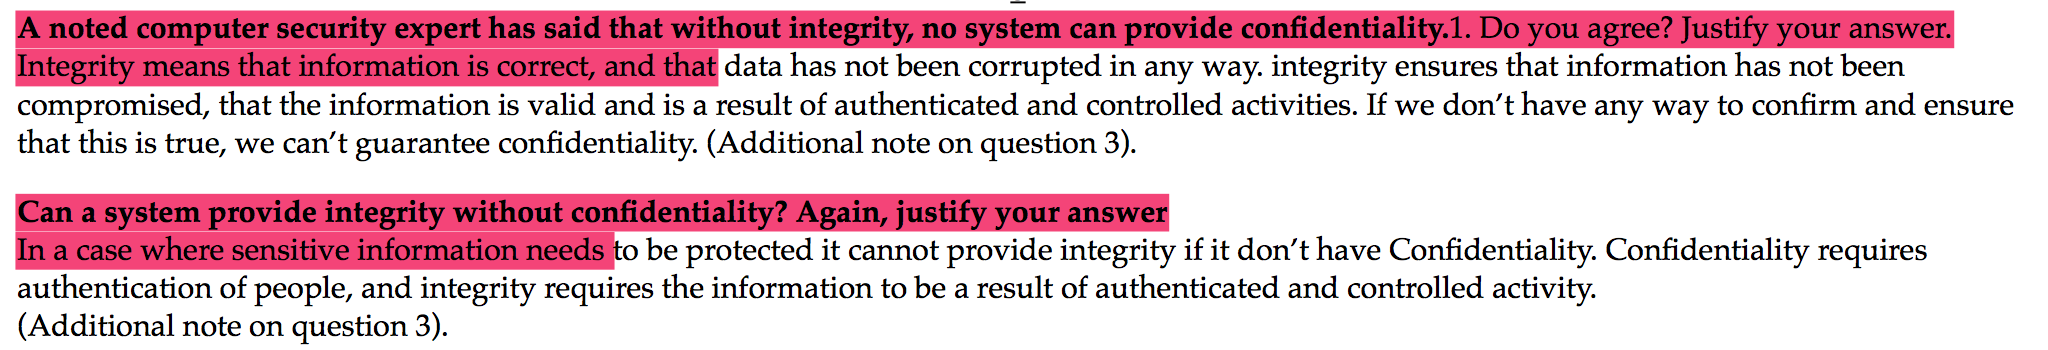 A noted computer security expert has said that without integrity, no system can provide confidentiality.1. Do you agree? Justify your answer.
Integrity means that information is correct, and that data has not been corrupted in any way. integrity ensures that information has not been
compromised, that the information is valid and is a result of authenticated and controlled activities. If we don’t have any way to confirm and ensure
that this is true, we can’t guarantee confidentiality. (Additional note on question 3).
Can a system provide integrity without confidentiality? Again, justify your answer
In a case where sensitive information needs to be protected it cannot provide integrity if it don’t have Confidentiality. Confidentiality requires
authentication of people, and integrity requires the information to be a result of authenticated and controlled activity.
(Additional note on question 3).